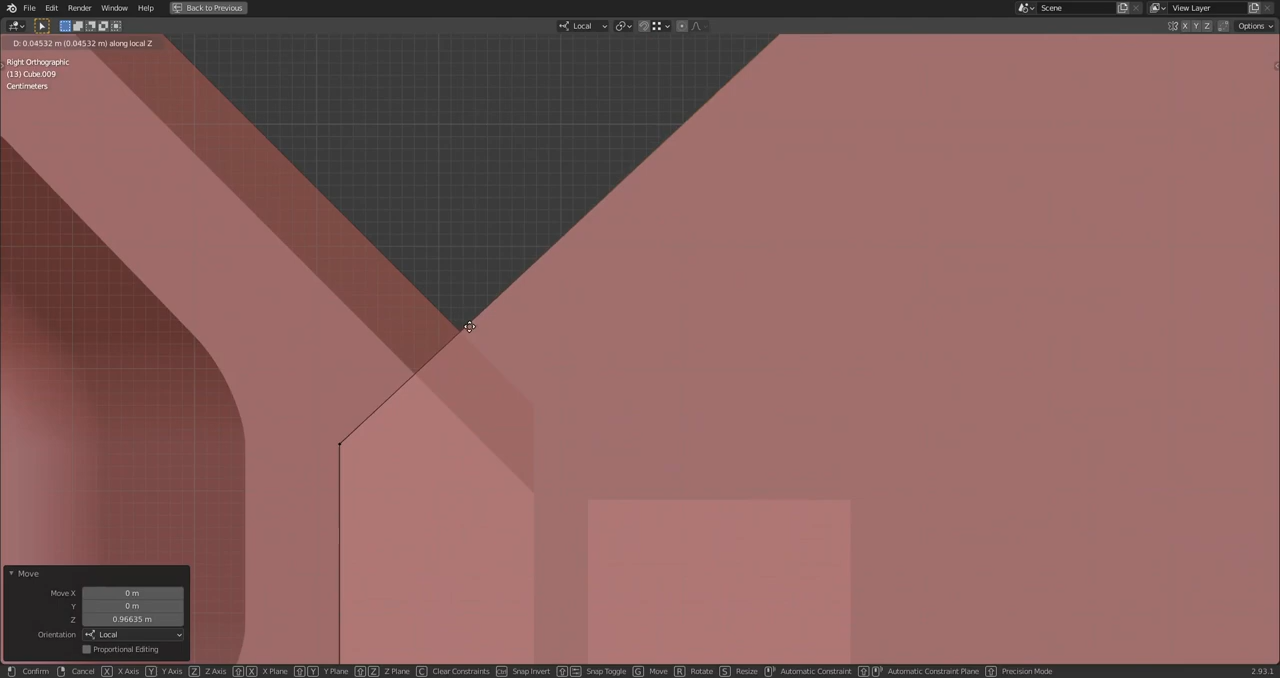 File Edit Render Window Help Back to Previous Scene View Layer
Local X Y Z Options
D: 0.04532 m (0.04532 m) along local Z
Right Orthographic
(13) Cube.009
Centimeters
Move
Move X 0 m
Y 0 m
Z 0.96635 m
Orientation Local
Proportional Editing
Confirm Cancel X X Axis Y Y Axis Z Z Axis X X Plane Y Y Plane Z Z Plane C Clear Constraints Ctrl Snap Invert Snap Toggle G Move R Rotate S Resize Automatic Constraint Automatic Constraint Plane Precision Mode 2.93.1